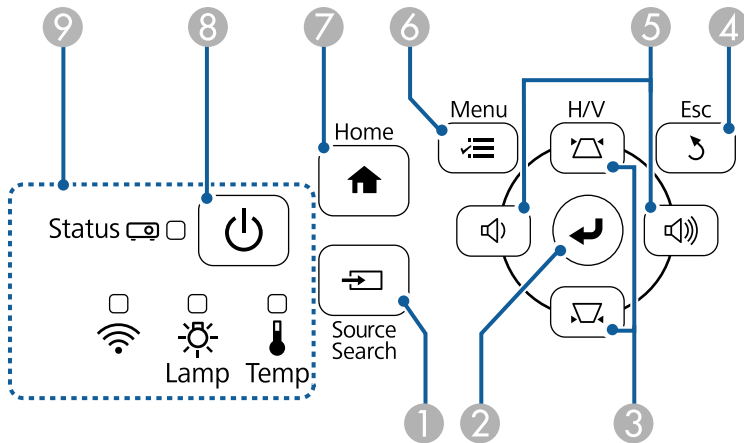 9 8 7 6 5 4
Menu H/V Esc
Home
Status
Source
Search
Lamp Temp
1 2 3